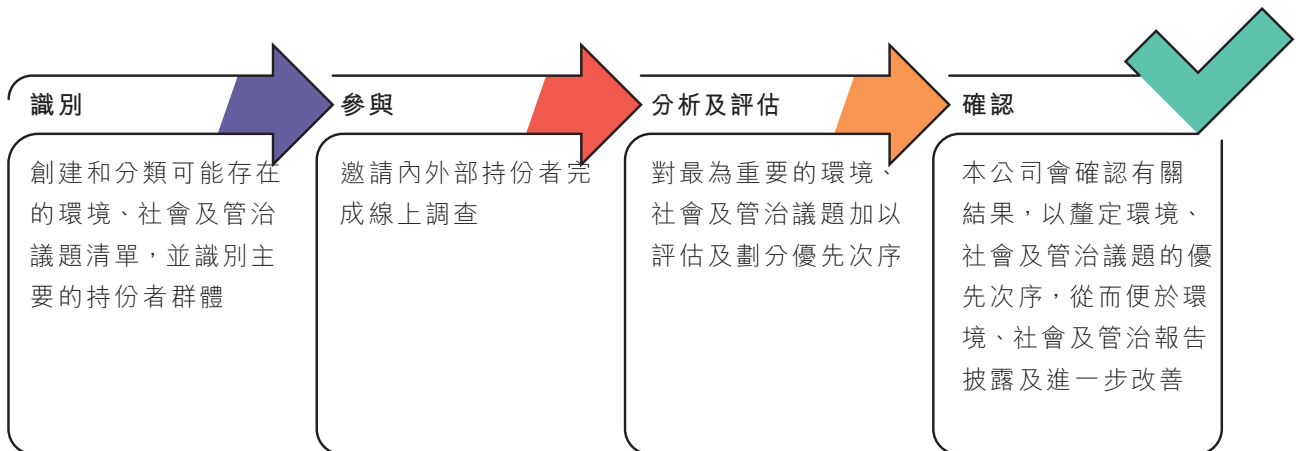 識別
創建和分類可能存在
的環境、社會及管治
議題清單，並識別主
要的持份者群體
參與
邀請內外部持份者完
成線上調查
分析及評估
對最為重要的環境、
社會及管治議題加以
評估及劃分優先次序
確認
本公司會確認有關
結果，以釐定環境、
社會及管治議題的優
先次序，從而便於環
境、社會及管治報告
披露及進一步改善